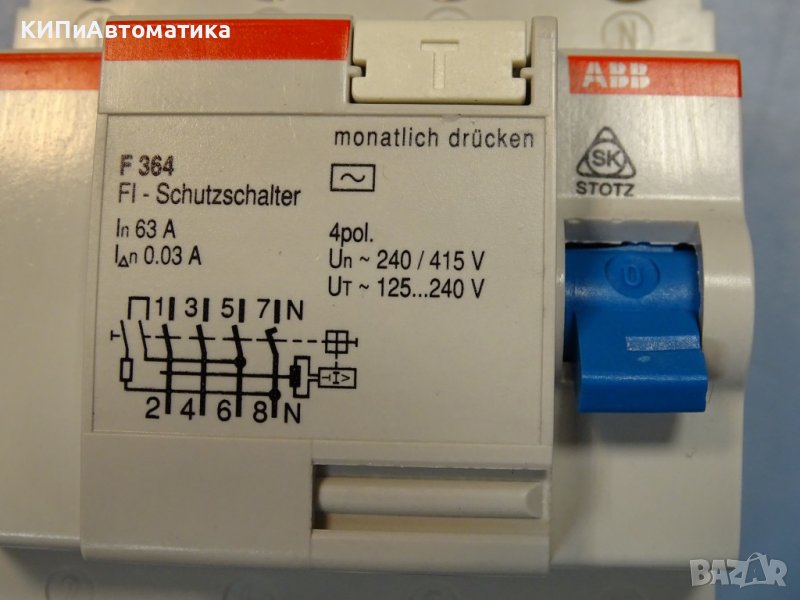 КИПиАвтоматика
N
T
ABB
monatlich drücken
SK
STOTZ
F 364
FI - Schutzschalter
In 63 A
I∆n 0.03 A
4pol.
Un ~ 240 / 415 V
UT ~ 125...240 V
0
1 3 5 7 N
I>
2 4 6 8 N
BAZAR